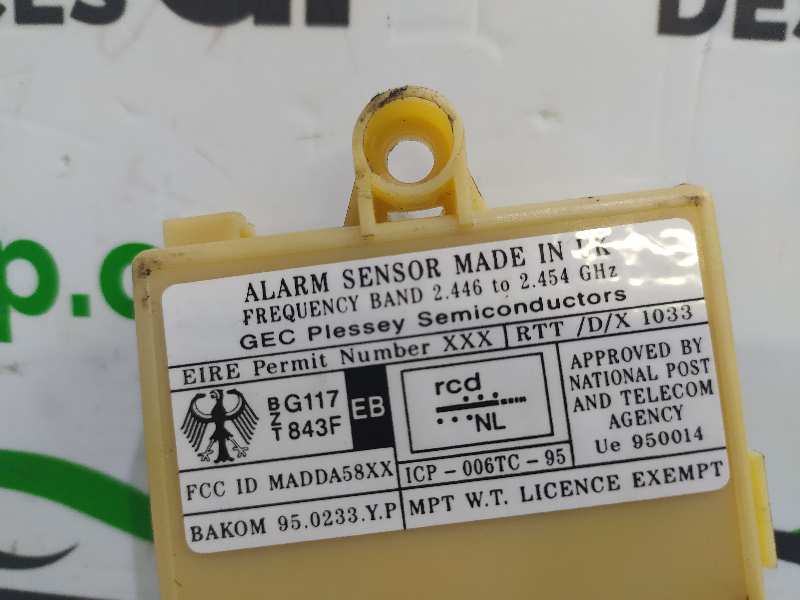 ALARM SENSOR MADE IN UK
FREQUENCY BAND 2.446 to 2.454 GHz
GEC Plessey Semiconductors
EIRE Permit Number XXX
RTT /D/X 1033
BZT G117
843F
EB
rcd
NL
APPROVED BY
NATIONAL POST
AND TELECOM
AGENCY
Ue 950014
FCC ID MADDA58XX
ICP - 006TC - 95
BAKOM 95.0233.Y.P
MPT W.T. LICENCE EXEMPT